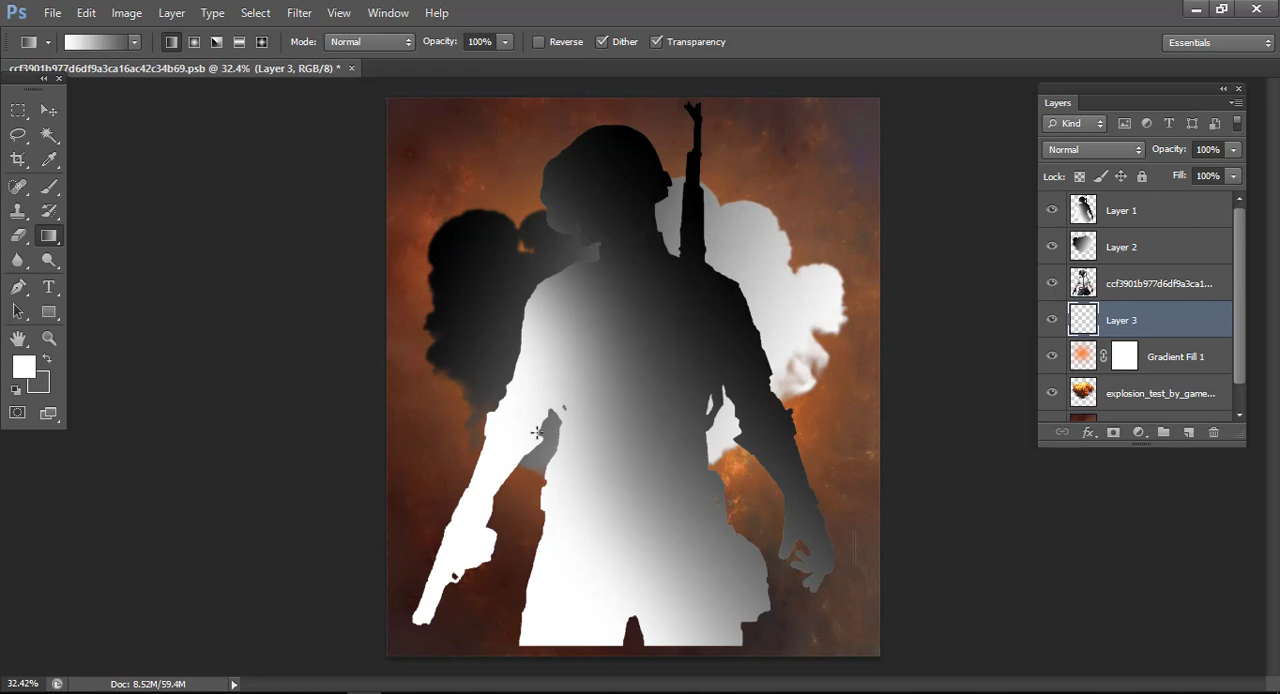 Ps File Edit Image Layer Type Select Filter View Window Help
Mode: Normal Opacity: 100% Reverse Dither Transparency Essentials
ccf3901b977d6df9a3ca16ac42c34b69.psb @ 32.4% (Layer 3, RGB/8) * ×
Layers
Kind
Normal Opacity: 100%
Lock: Fill: 100%
Layer 1
Layer 2
ccf3901b977d6df9a3ca1...
Layer 3
Gradient Fill 1
explosion_test_by_game...
32.42% Doc: 8.52M/59.4M